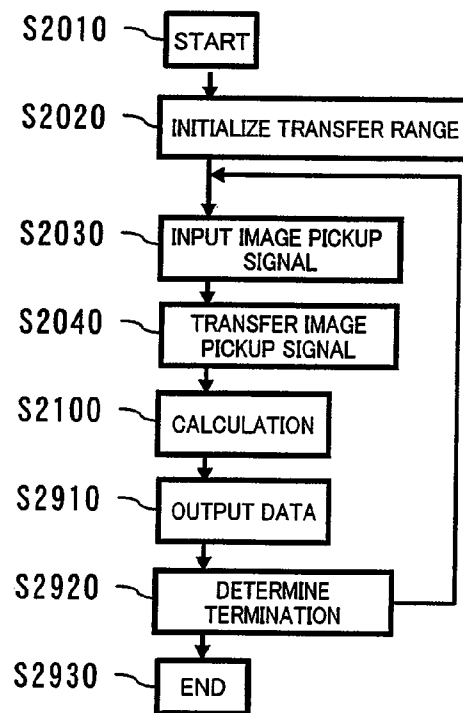 S2010
START
S2020
INITIALIZE TRANSFER RANGE
S2030
INPUT IMAGE PICKUP
SIGNAL
S2040
TRANSFER IMAGE
PICKUP SIGNAL
S2100
CALCULATION
S2910
OUTPUT DATA
S2920
DETERMINE
TERMINATION
S2930
END